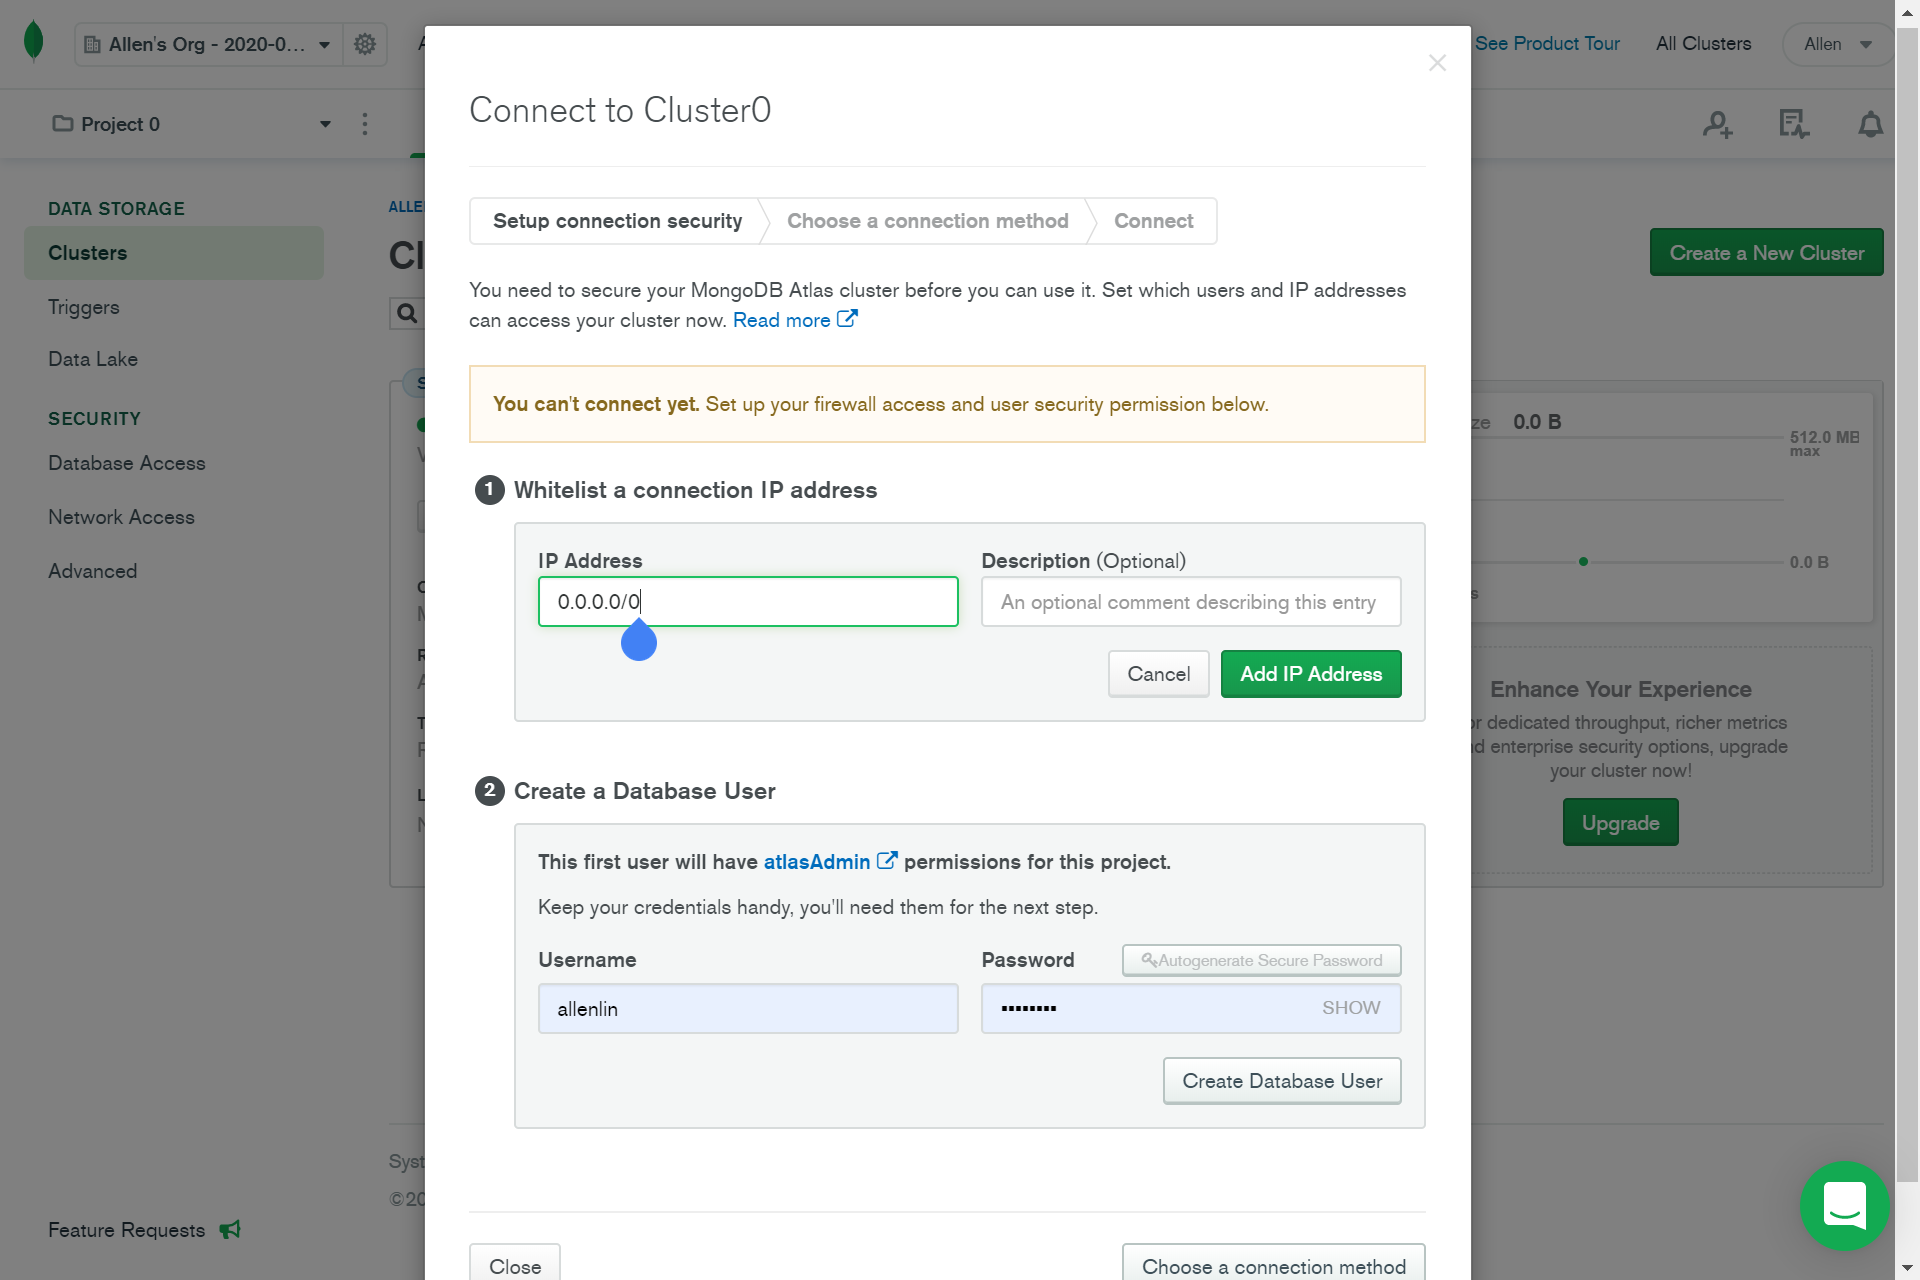 Allen's Org - 2020-0...
See Product Tour
All Clusters
Allen
Project 0
DATA STORAGE
Clusters
Triggers
Data Lake
SECURITY
Database Access
Network Access
Advanced
Feature Requests
ALLE
Cl
Connect to Cluster0
Setup connection security
Choose a connection method
Connect
You need to secure your MongoDB Atlas cluster before you can use it. Set which users and IP addresses
can access your cluster now. Read more
You can't connect yet. Set up your firewall access and user security permission below.
1 Whitelist a connection IP address
IP Address
Description (Optional)
0.0.0.0/0
An optional comment describing this entry
Cancel
Add IP Address
2 Create a Database User
This first user will have atlasAdmin permissions for this project.
Keep your credentials handy, you'll need them for the next step.
Username
Password
Autogenerate Secure Password
allenlin
••••••••
SHOW
Create Database User
Close
Choose a connection method
Create a New Cluster
ze 0.0 B
512.0 MB
max
0.0 B
s
Enhance Your Experience
or dedicated throughput, richer metrics
nd enterprise security options, upgrade
your cluster now!
Upgrade
Syst
©20